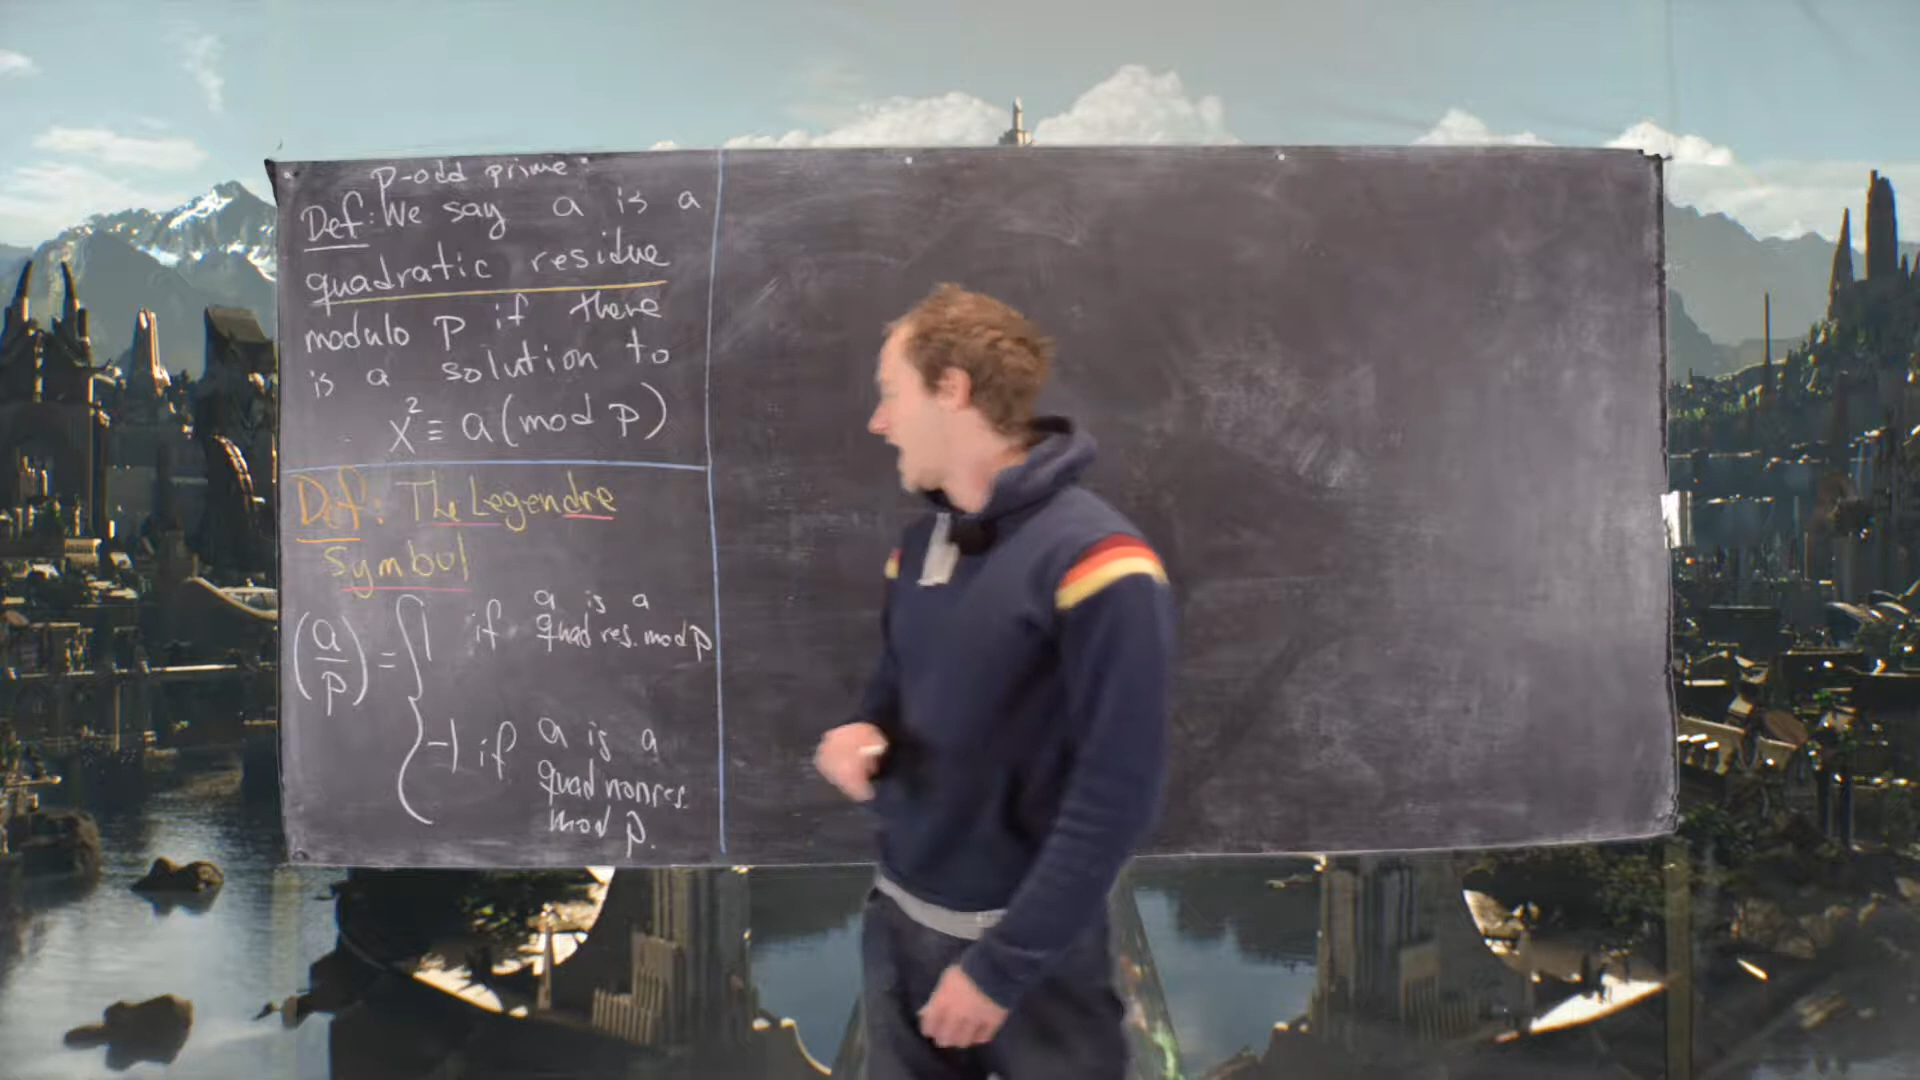 p-odd prime
Def: We say a is a
quadratic residue
modulo p if there
is a solution to
x² ≡ a (mod p)
Def: The Legendre
Symbol
(a/p) = { 1 if a is a
quad res. mod p
-1 if a is a
quad nonres.
mod p.